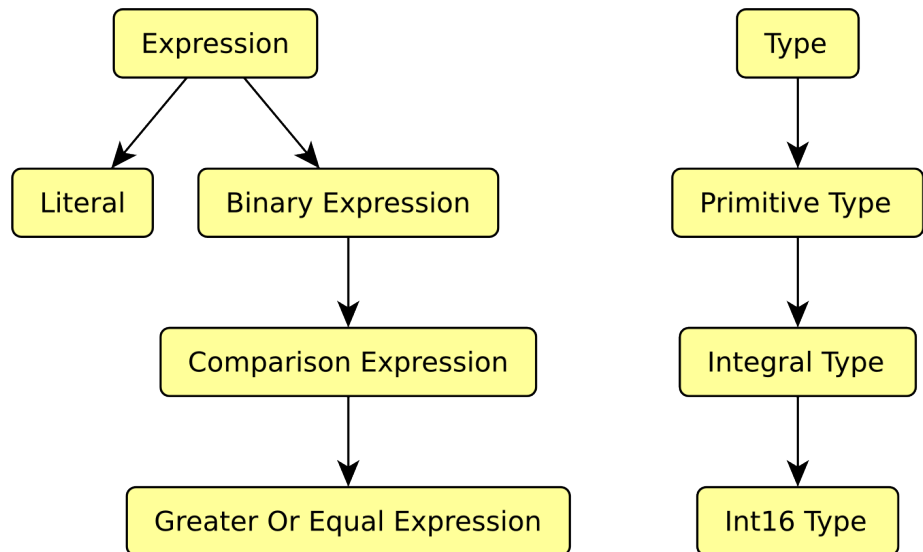 Expression
Type
Literal
Binary Expression
Primitive Type
Comparison Expression
Integral Type
Greater Or Equal Expression
Int16 Type